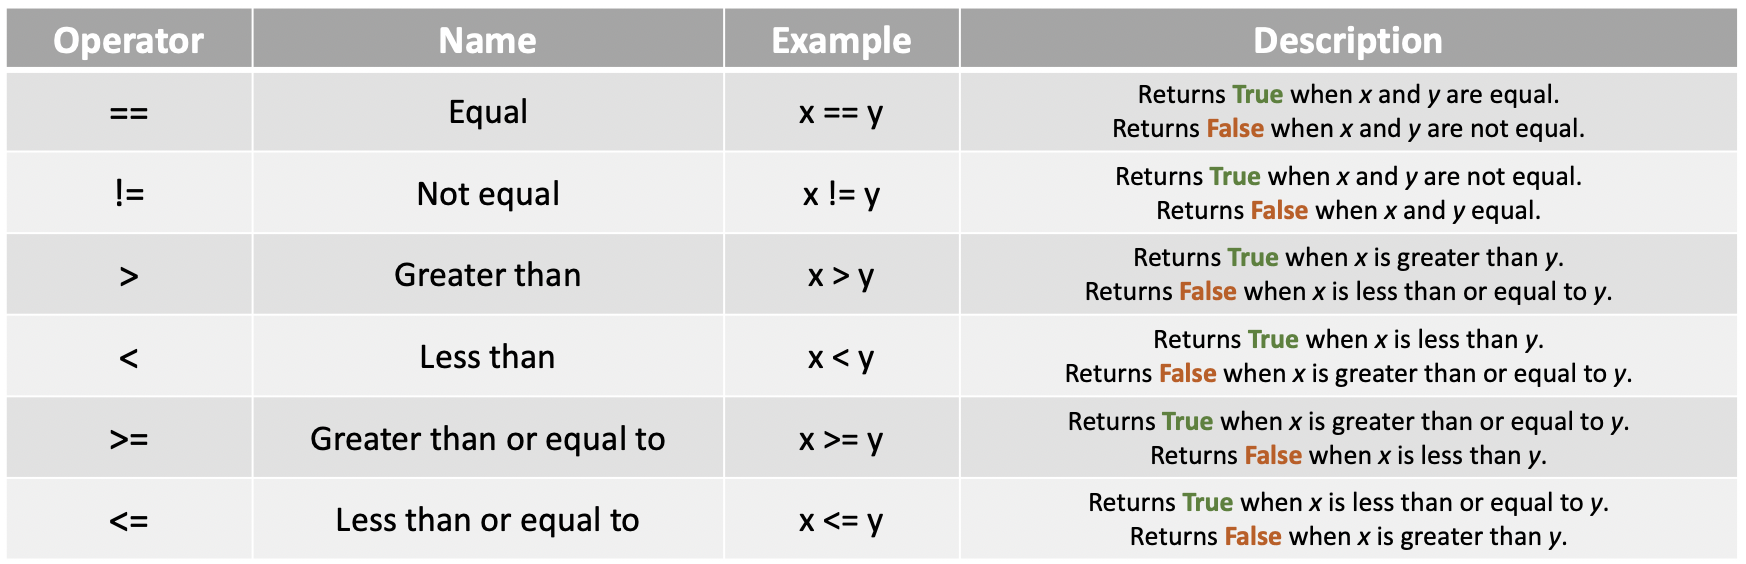 Operator Name Example Description
== Equal x == y Returns True when x and y are equal.
Returns False when x and y are not equal.
!= Not equal x != y Returns True when x and y are not equal.
Returns False when x and y equal.
> Greater than x > y Returns True when x is greater than y.
Returns False when x is less than or equal to y.
< Less than x < y Returns True when x is less than y.
Returns False when x is greater than or equal to y.
>= Greater than or equal to x >= y Returns True when x is greater than or equal to y.
Returns False when x is less than y.
<= Less than or equal to x <= y Returns True when x is less than or equal to y.
Returns False when x is greater than y.